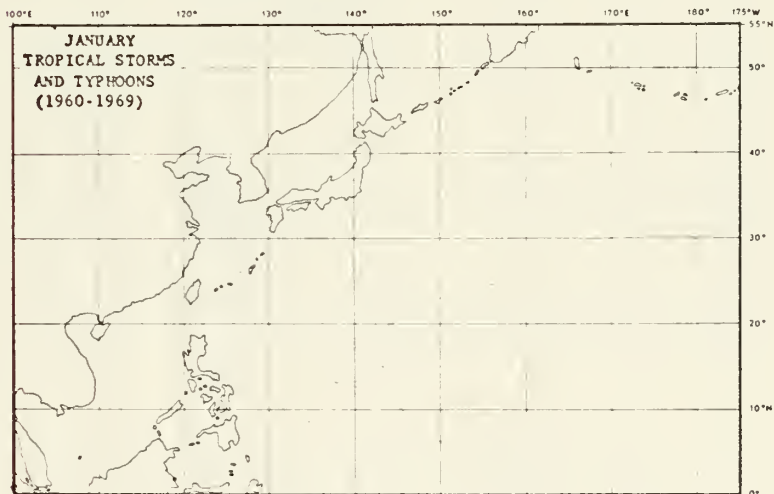 100°E 110° 120° 130° 140° 150° 160° 170°E 180° 175°W
JANUARY
TROPICAL STORMS
AND TYPHOONS
(1960-1969)
55°N
50°
40°
30°
20°
10°N
0°